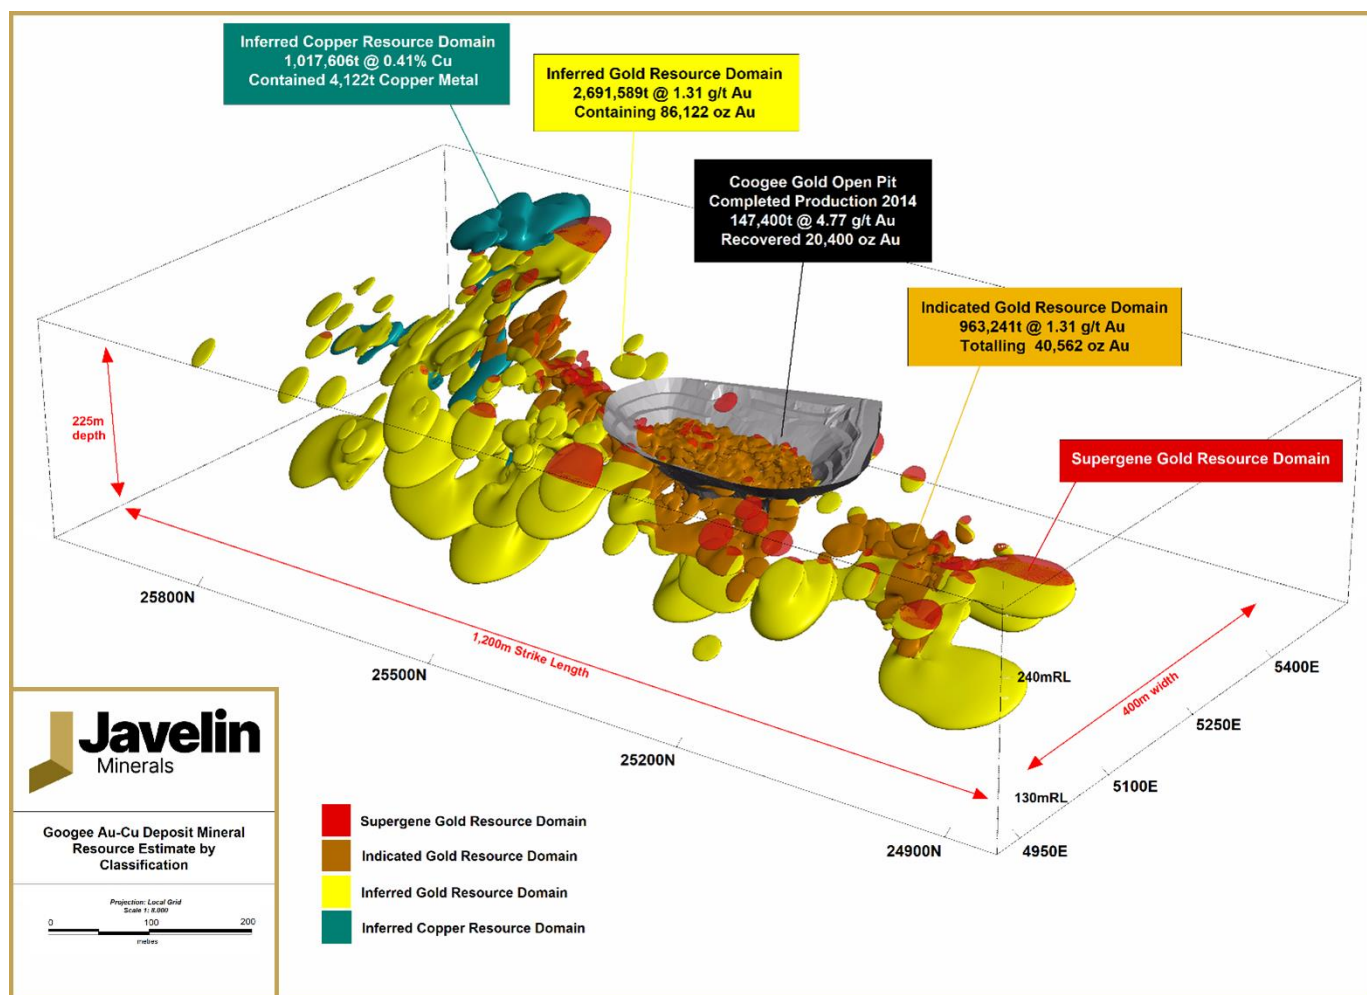 Inferred Copper Resource Domain
1,017,606t @ 0.41% Cu
Contained 4,122t Copper Metal
Inferred Gold Resource Domain
2,691,589t @ 1.31 g/t Au
Containing 86,122 oz Au
Coogee Gold Open Pit
Completed Production 2014
147,400t @ 4.77 g/t Au
Recovered 20,400 oz Au
Indicated Gold Resource Domain
963,241t @ 1.31 g/t Au
Totalling 40,562 oz Au
Supergene Gold Resource Domain
225m
depth
25800N
1,200m Strike Length
25500N
25200N
24900N
240mRL
130mRL
400m width
5400E
5250E
5100E
4950E
Javelin
Minerals
Googee Au-Cu Deposit Mineral
Resource Estimate by
Classification
Projection: Local Grid
Scale 1: 8,000
0 100 200
metres
Supergene Gold Resource Domain
Indicated Gold Resource Domain
Inferred Gold Resource Domain
Inferred Copper Resource Domain